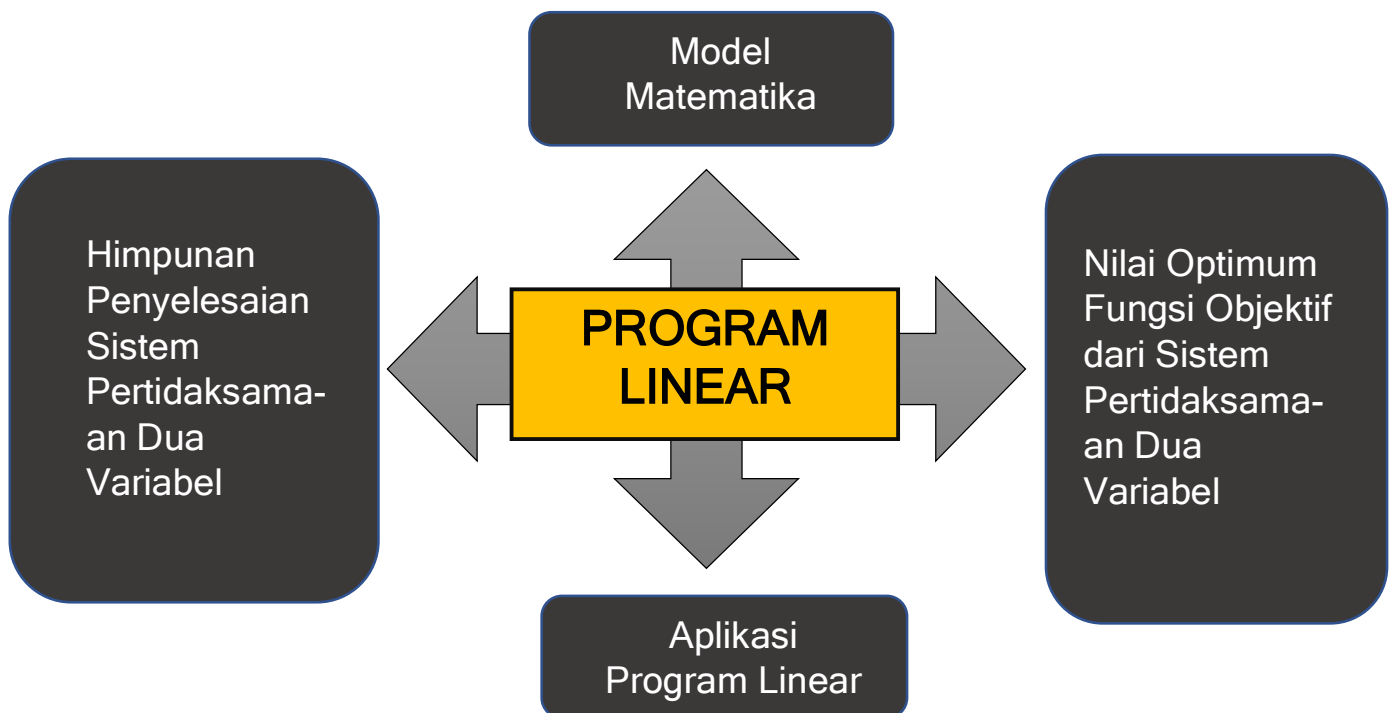 Model
Matematika
Himpunan
Penyelesaian
Sistem
Pertidaksama-
an Dua
Variabel
PROGRAM
LINEAR
Nilai Optimum
Fungsi Objektif
dari Sistem
Pertidaksama-
an Dua
Variabel
Aplikasi
Program Linear